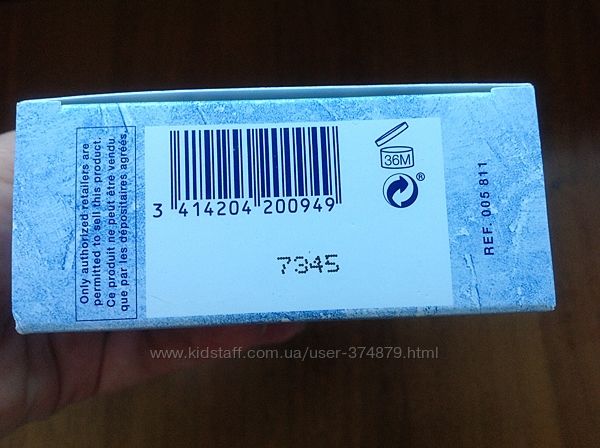 Only authorized retailers are
permitted to sell this product.
Ce produit ne peut être vendu
que par les dépositaires agréés.
3 414204 200949
7345
36M
®
REF. 005 811
www.kidstaff.com.ua/user-374879.html